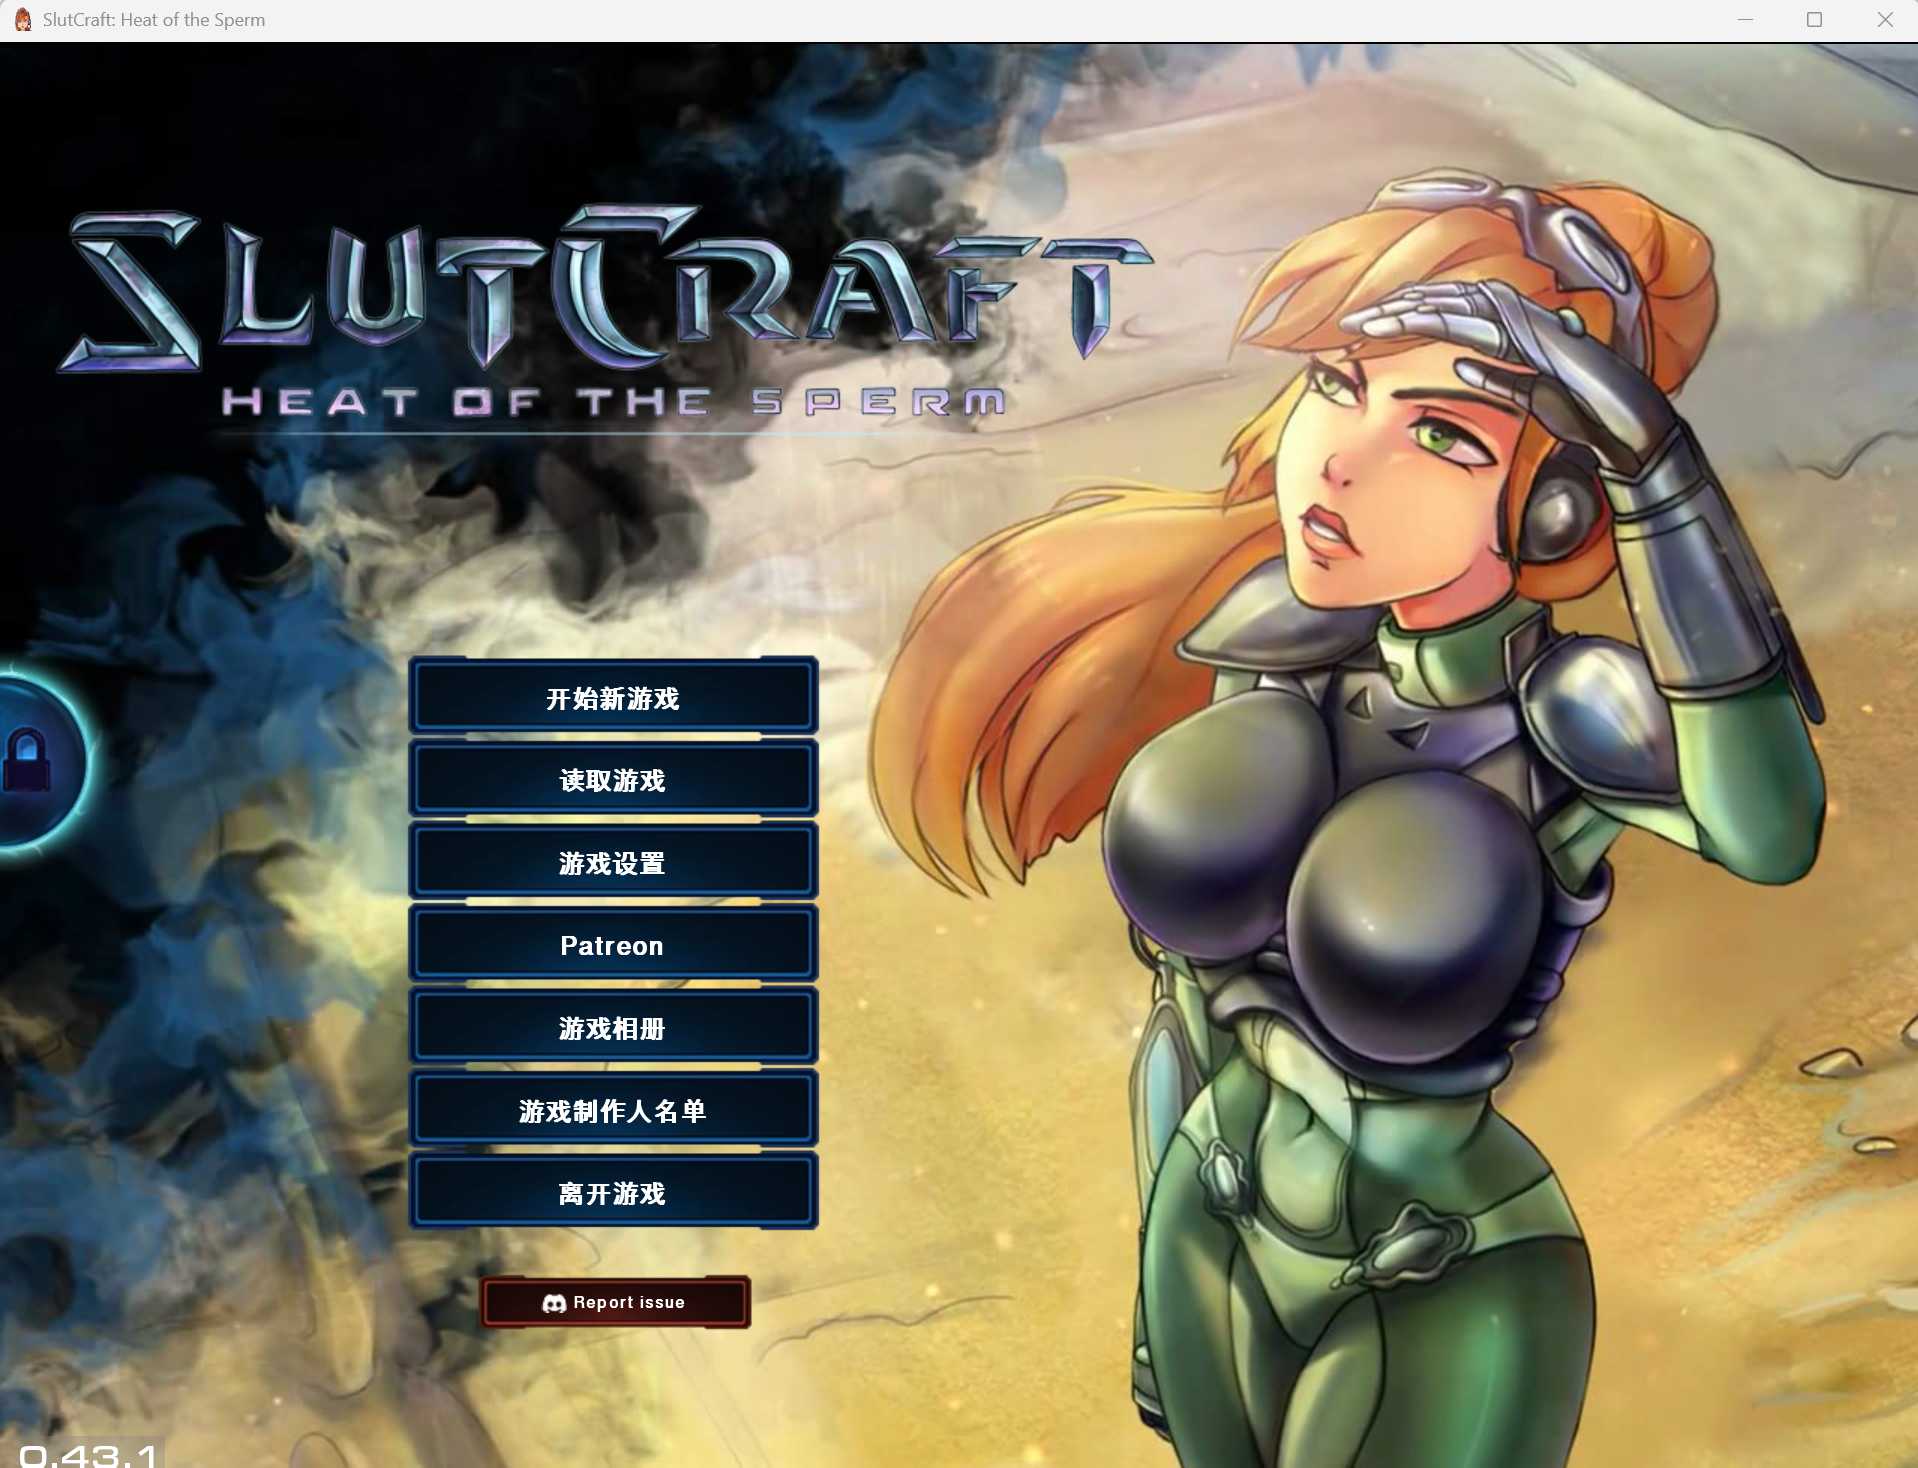 SlutCraft: Heat of the Sperm
SLUTCRAFT
HEAT OF THE SPERM
开始新游戏
读取游戏
游戏设置
Patreon
游戏相册
游戏制作人名单
离开游戏
Report issue
0.43.1